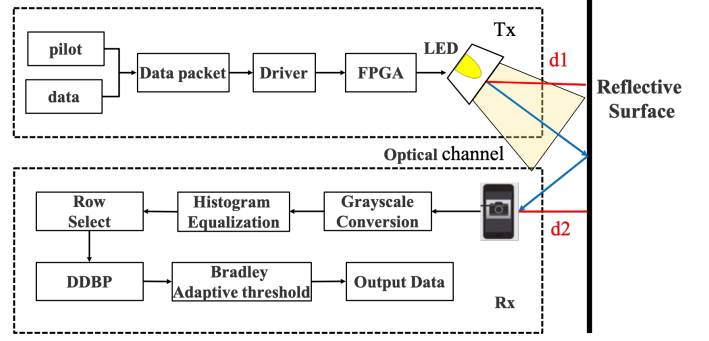 Tx
pilot
data
Data packet
Driver
FPGA
LED
d1
Reflective
Surface
Optical channel
Row
Select
Histogram
Equalization
Grayscale
Conversion
d2
DDBP
Bradley
Adaptive threshold
Output Data
Rx